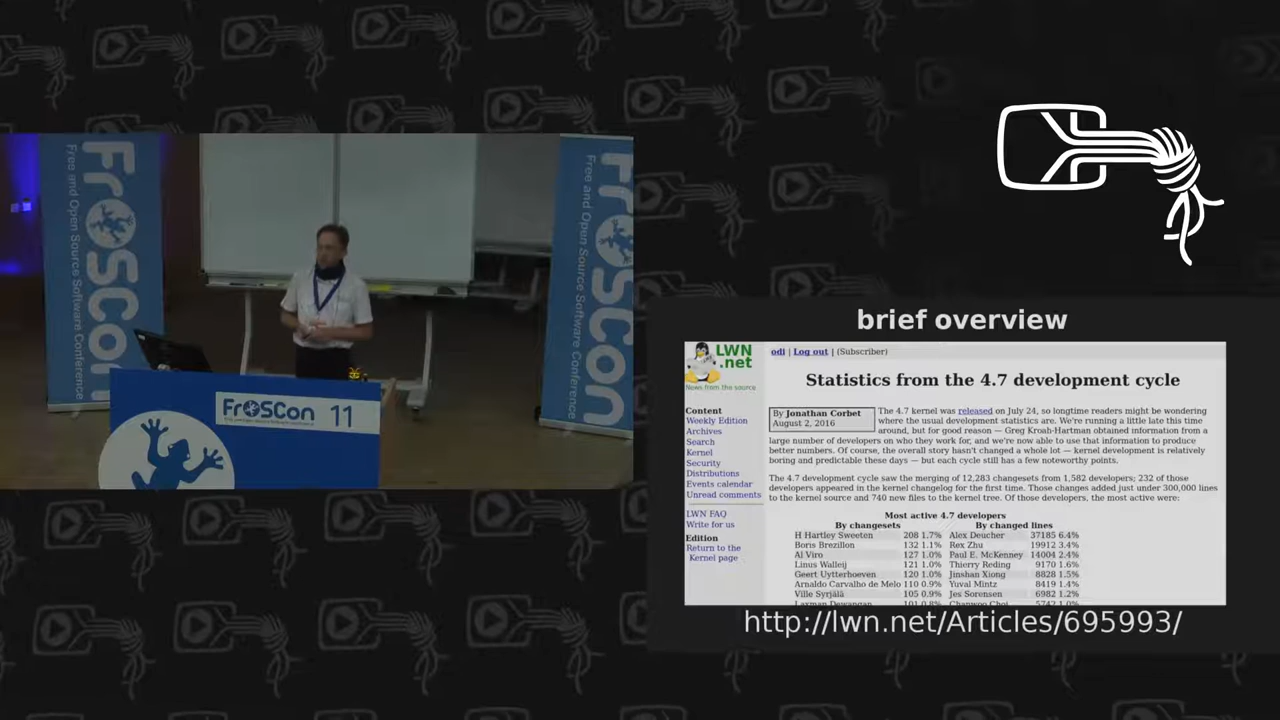 FrOSCon
Free and Open Source Software Conference
FrOSCon
Free and Open Source Software Conference
FrOSCon 11
brief overview
LWN
.net
News from the source
odi | Log out | (Subscriber)
Statistics from the 4.7 development cycle
Content
Weekly Edition
Archives
Search
Kernel
Security
Distributions
Events calendar
Unread comments
LWN FAQ
Write for us
Edition
Return to the
Kernel page
By Jonathan Corbet
August 2, 2016
The 4.7 kernel was released on July 24, so longtime readers might be wondering
where the usual development statistics are. We're running a little late this time
around, but for good reason — Greg Kroah-Hartman obtained information from a
large number of developers on who they work for, and we're now able to use that information to produce
better numbers. Of course, the overall story hasn't changed a whole lot — kernel development is relatively
boring and predictable these days — but each cycle still has a few noteworthy points.
The 4.7 development cycle saw the merging of 12,283 changesets from 1,582 developers; 232 of those
developers appeared in the kernel changelog for the first time. Those changes added just under 300,000 lines
to the kernel source and 740 new files to the kernel tree. Of those developers, the most active were:
Most active 4.7 developers
By changesets By changed lines
H Hartley Sweeten 208 1.7% Alex Deucher 37185 6.4%
Boris Brezillon 132 1.1% Rex Zhu 19912 3.4%
Al Viro 127 1.0% Paul E. McKenney 14004 2.4%
Linus Walleij 121 1.0% Thierry Reding 9170 1.6%
Geert Uytterhoeven 120 1.0% Jinshan Xiong 8828 1.5%
Arnaldo Carvalho de Melo 110 0.9% Yuval Mintz 8419 1.4%
Ville Syrjälä 105 0.9% Jes Sorensen 6982 1.2%
Laxman Dewangan 101 0.8% Chanwoo Choi 5742 1.0%
http://lwn.net/Articles/695993/